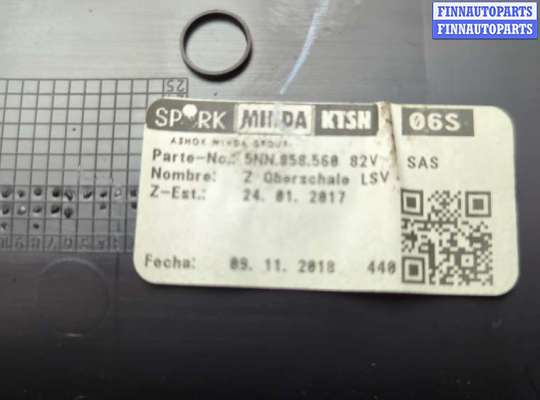 FINNAUTOPARTS
FINNAUTOPARTS
SPARK MINDA KTSN 06S
ASHOK MINDA GROUP
Parte-No.: 5NN.858.560 82V SAS
Nombre: Z Oberschale LSV
Z-Est.: 24. 01. 2017
Fecha: 09. 11. 2018 440